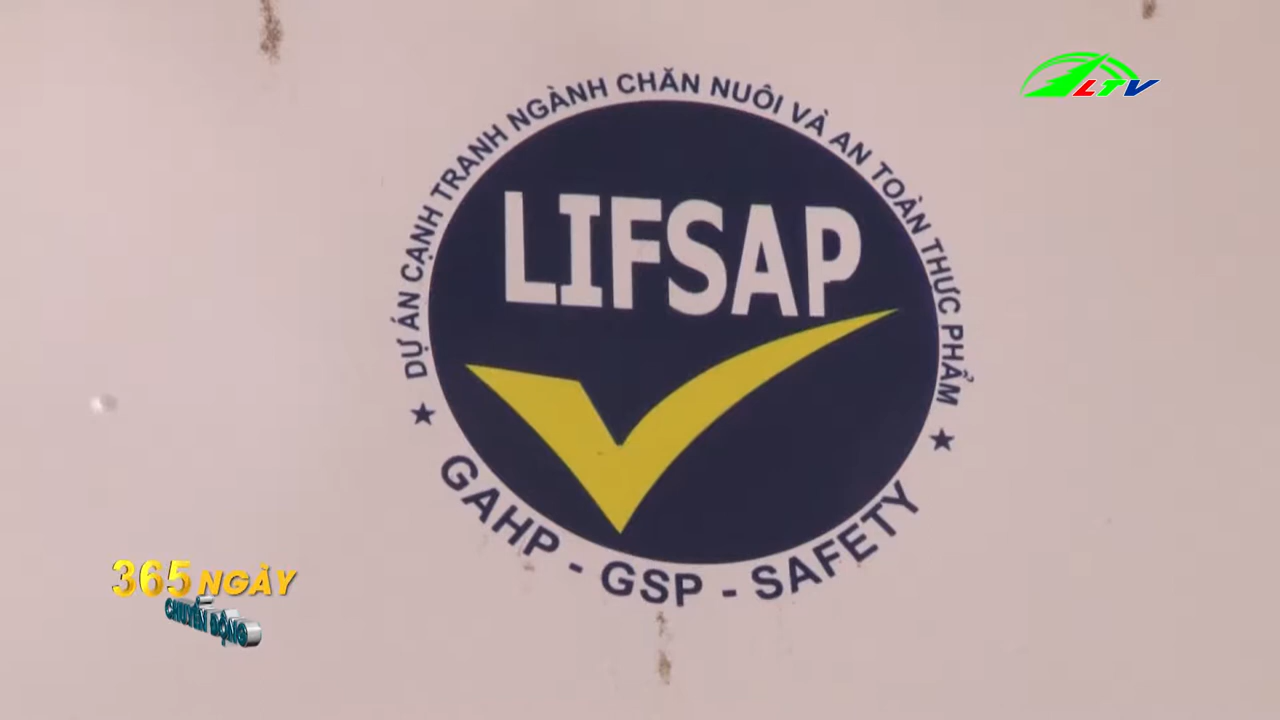 LTV
DỰ ÁN CẠNH TRANH NGÀNH CHĂN NUÔI VÀ AN TOÀN THỰC PHẨM
LIFSAP
GAHP - GSP - SAFETY
365 NGÀY
CHUYỂN ĐỘNG